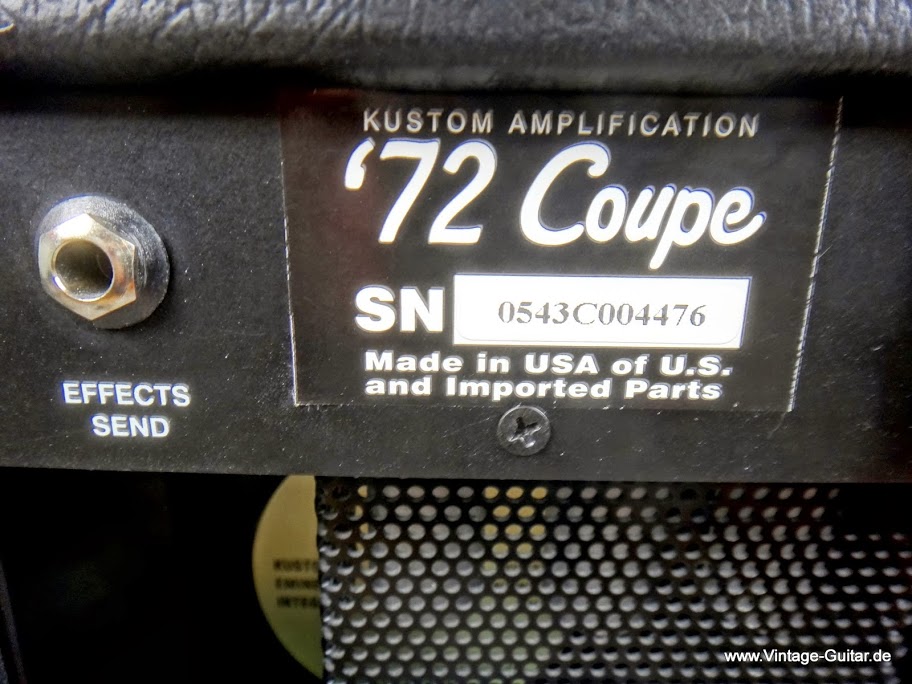 KUSTOM AMPLIFICATION
'72 Coupe
SN 0543C004476
Made in USA of U.S.
and Imported Parts
EFFECTS
SEND
www.Vintage-Guitar.de